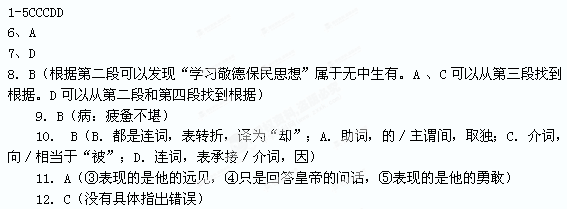 1-5CCCDD
6、A
7、D
8．B（根据第二段可以发现“学习敬德保民思想”属于无中生有。A 、C 可以从第三段找到
根据。D 可以从第二段和第四段找到根据）
9．B（病：疲惫不堪）
10． B（B．都是连词，表转折，译为“却”；A．助词，的／主谓间，取独；C．介词，
向／相当于“被”；D．连词，表承接／介词，因）
11．A（③表现的是他的远见，④只是回答皇帝的问话，⑤表现的是他的勇敢）
12．C（没有具体指出错误）